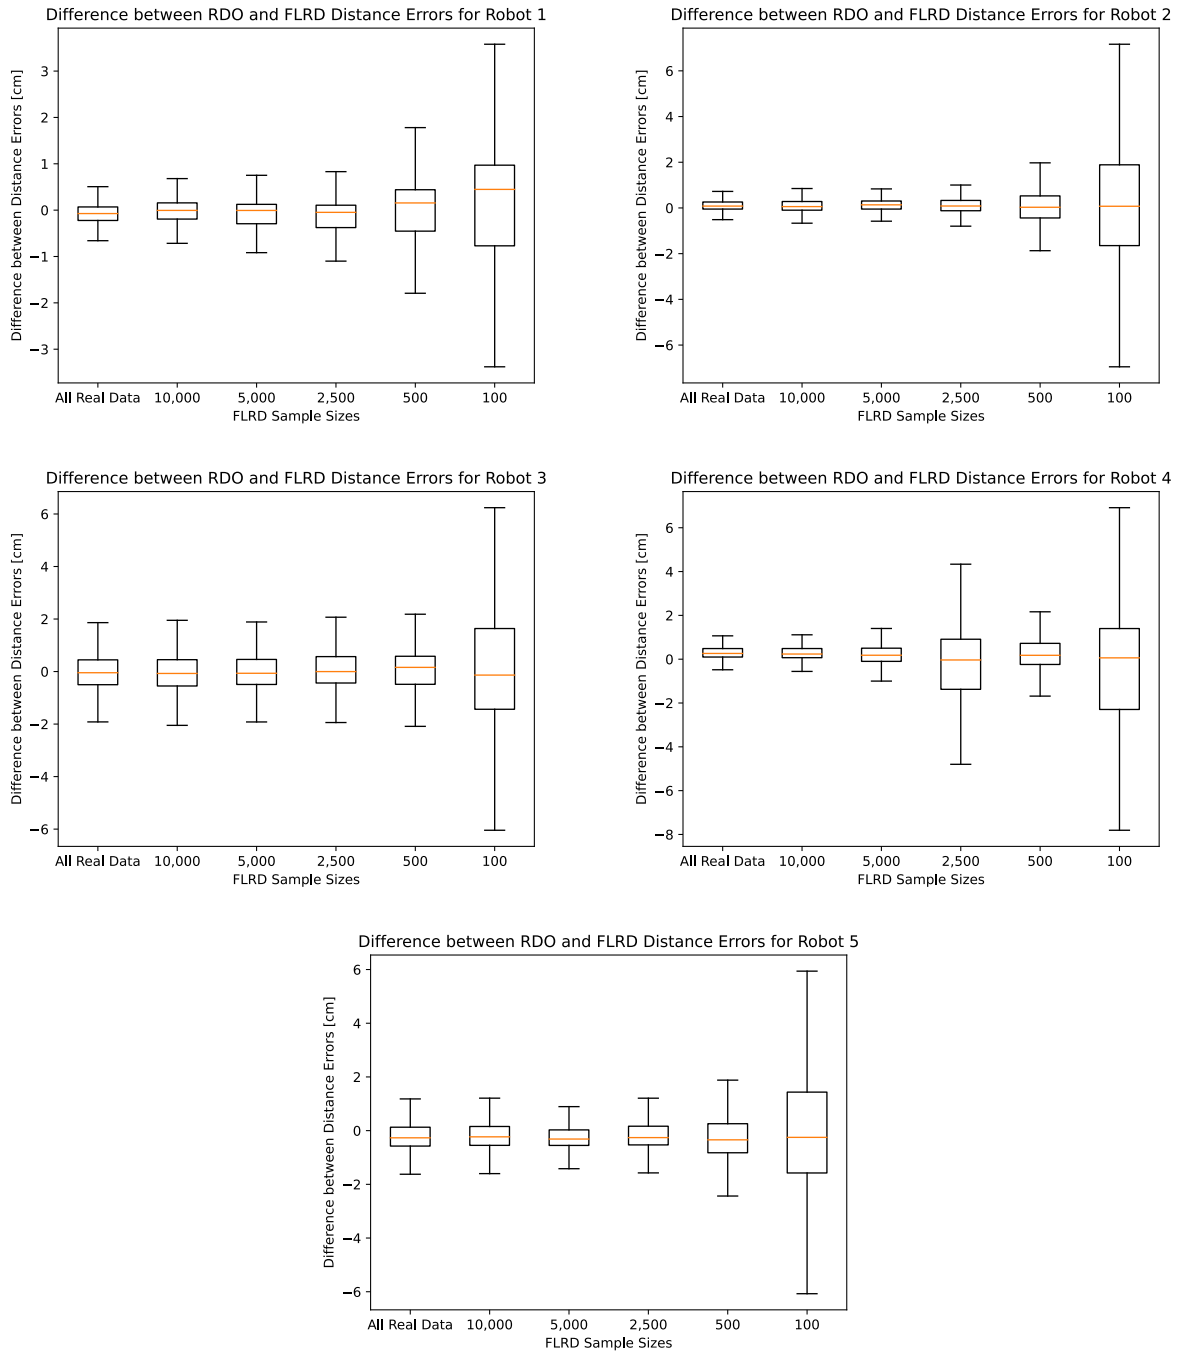 Difference between RDO and FLRD Distance Errors for Robot 1
Difference between Distance Errors [cm]
3
2
1
0
−1
−2
−3
All Real Data 10,000 5,000 2,500 500 100
FLRD Sample Sizes
Difference between RDO and FLRD Distance Errors for Robot 2
Difference between Distance Errors [cm]
6
4
2
0
−2
−4
−6
All Real Data 10,000 5,000 2,500 500 100
FLRD Sample Sizes
Difference between RDO and FLRD Distance Errors for Robot 3
Difference between Distance Errors [cm]
6
4
2
0
−2
−4
−6
All Real Data 10,000 5,000 2,500 500 100
FLRD Sample Sizes
Difference between RDO and FLRD Distance Errors for Robot 4
Difference between Distance Errors [cm]
6
4
2
0
−2
−4
−6
−8
All Real Data 10,000 5,000 2,500 500 100
FLRD Sample Sizes
Difference between RDO and FLRD Distance Errors for Robot 5
Difference between Distance Errors [cm]
6
4
2
0
−2
−4
−6
All Real Data 10,000 5,000 2,500 500 100
FLRD Sample Sizes